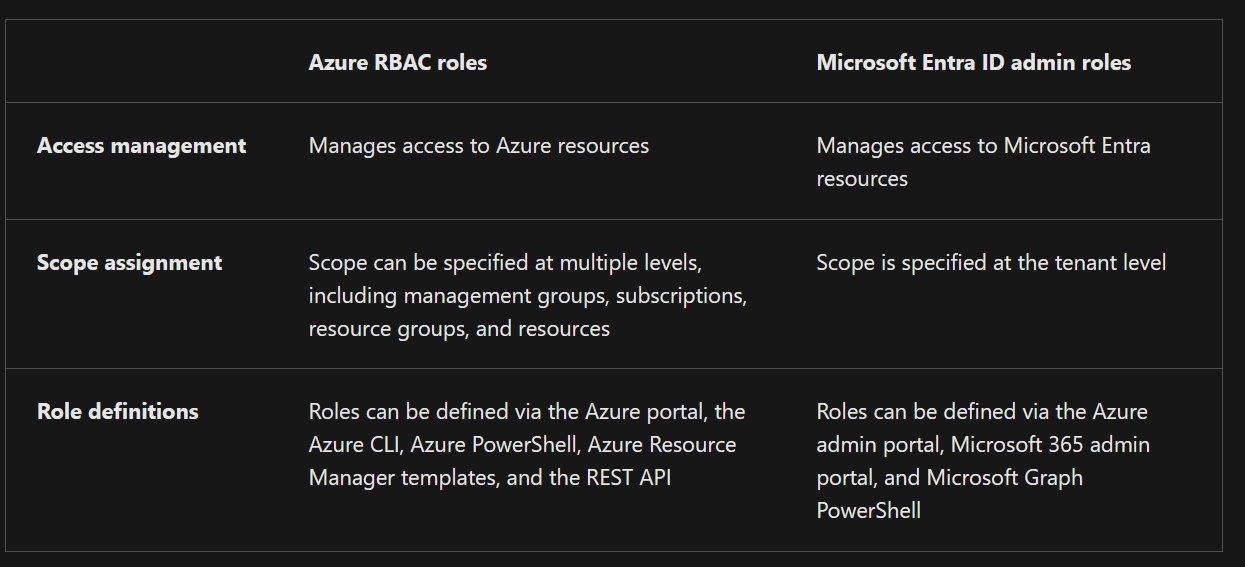 Azure RBAC roles
Microsoft Entra ID admin roles
Access management
Manages access to Azure resources
Manages access to Microsoft Entra
resources
Scope assignment
Scope can be specified at multiple levels,
including management groups, subscriptions,
resource groups, and resources
Scope is specified at the tenant level
Role definitions
Roles can be defined via the Azure portal, the
Azure CLI, Azure PowerShell, Azure Resource
Manager templates, and the REST API
Roles can be defined via the Azure
admin portal, Microsoft 365 admin
portal, and Microsoft Graph
PowerShell